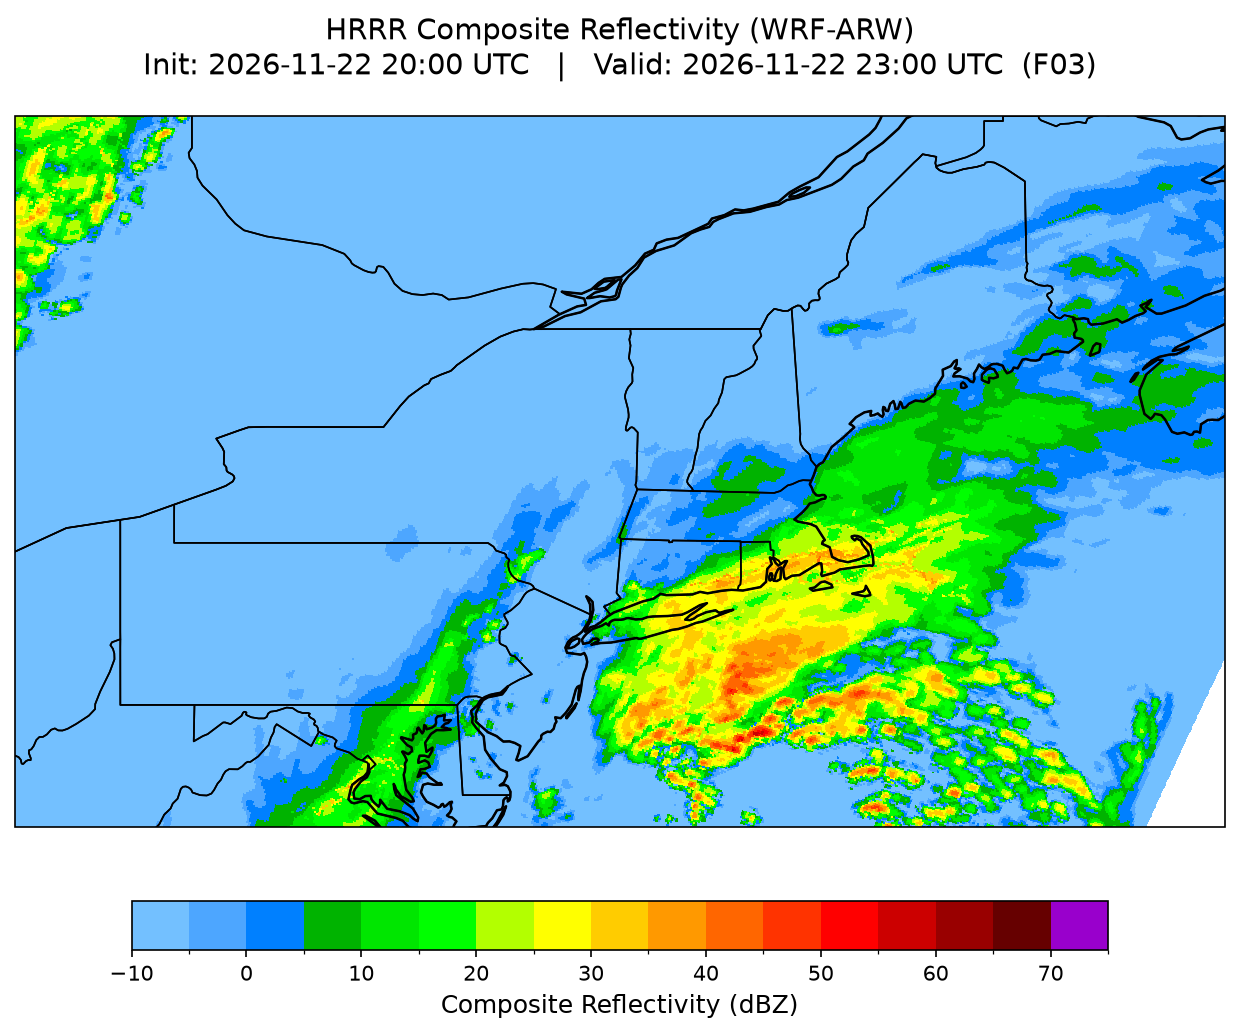 HRRR Composite Reflectivity (WRF-ARW)
Init: 2026-11-22 20:00 UTC | Valid: 2026-11-22 23:00 UTC (F03)
−10 0 10 20 30 40 50 60 70
Composite Reflectivity (dBZ)